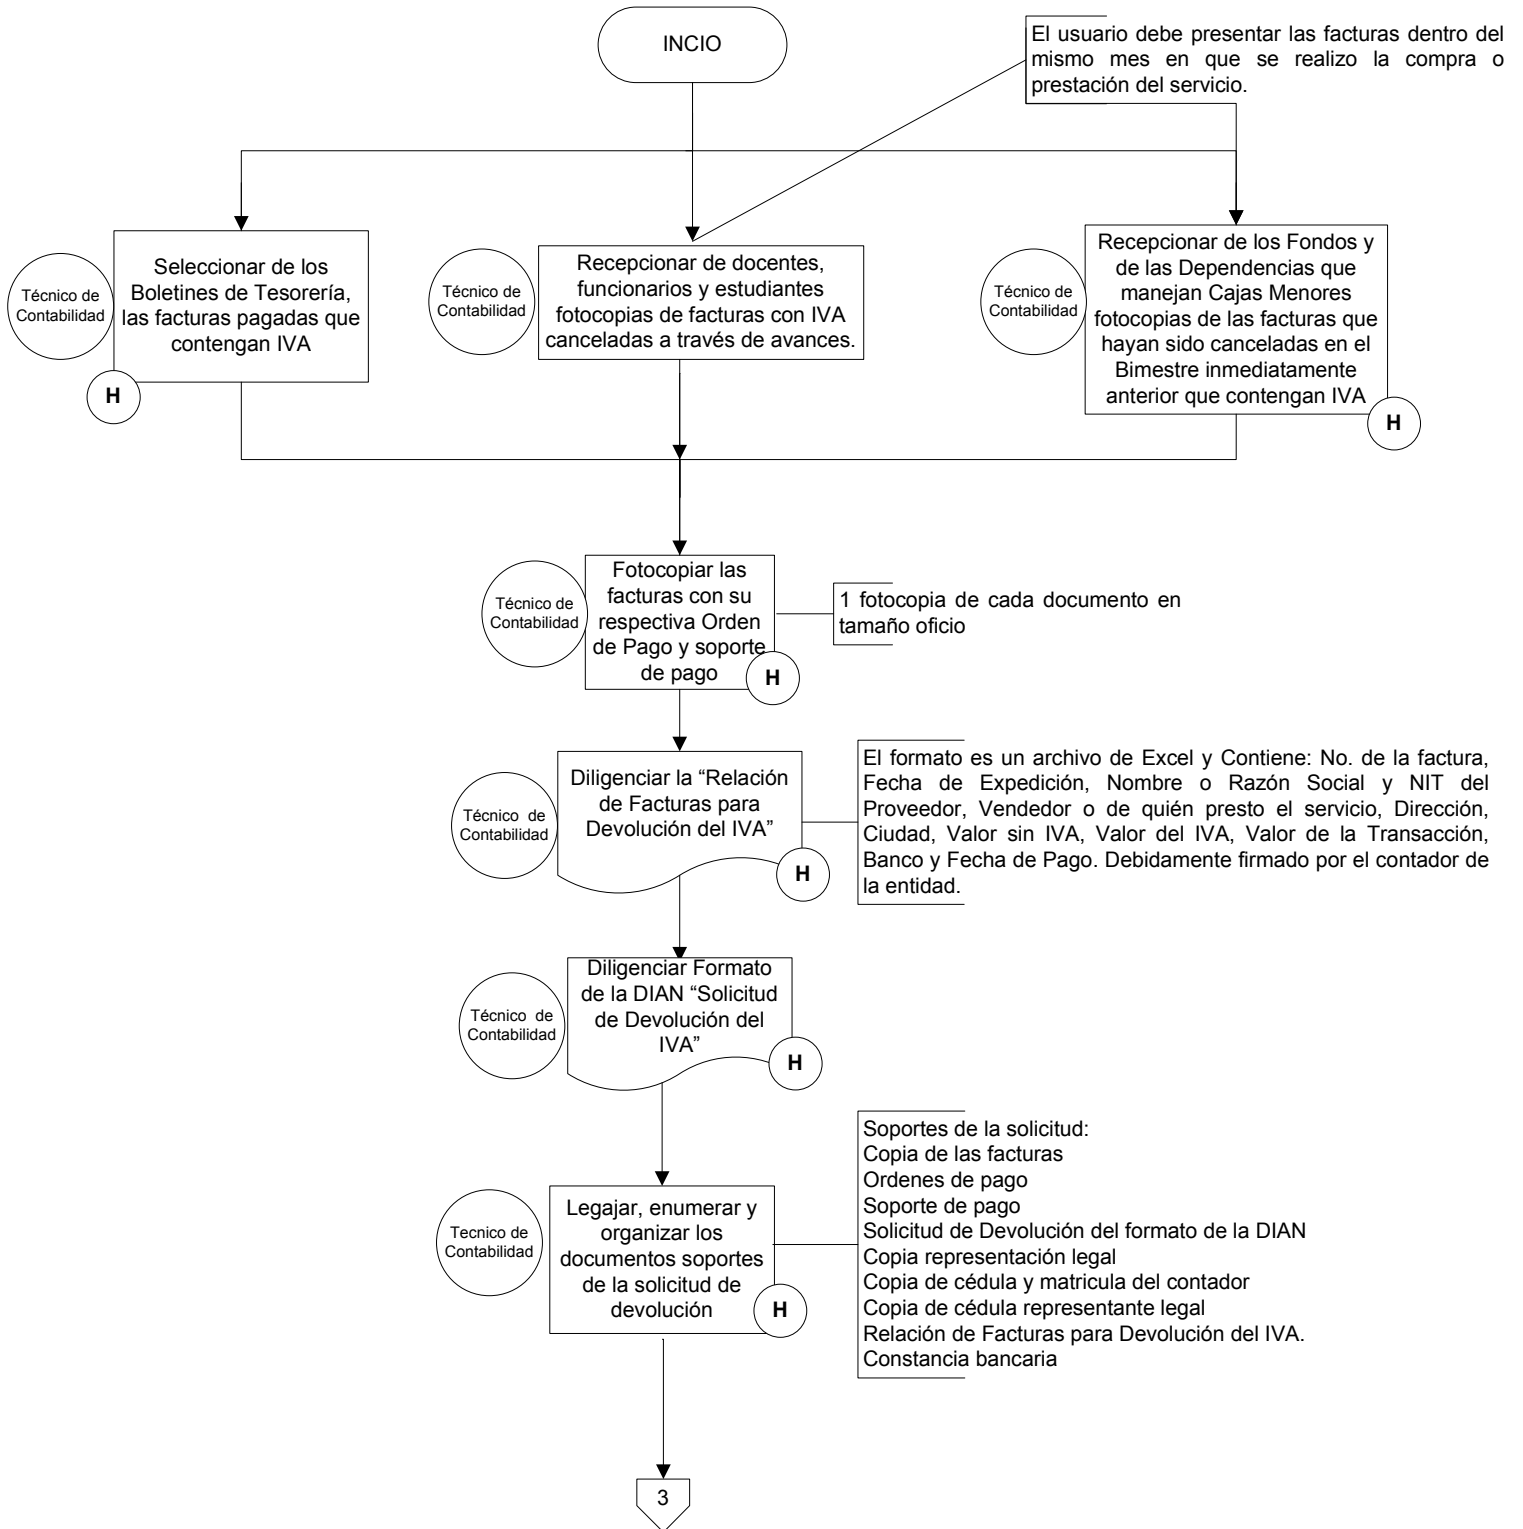 INCIO
El usuario debe presentar las facturas dentro del
mismo mes en que se realizo la compra o
prestación del servicio.
Técnico de
Contabilidad
Seleccionar de los
Boletines de Tesorería,
las facturas pagadas que
contengan IVA
H
Técnico de
Contabilidad
Recepcionar de docentes,
funcionarios y estudiantes
fotocopias de facturas con IVA
canceladas a través de avances.
Técnico de
Contabilidad
Recepcionar de los Fondos y
de las Dependencias que
manejan Cajas Menores
fotocopias de las facturas que
hayan sido canceladas en el
Bimestre inmediatamente
anterior que contengan IVA
H
Técnico de
Contabilidad
Fotocopiar las
facturas con su
respectiva Orden
de Pago y soporte
de pago
H
1 fotocopia de cada documento en
tamaño oficio
Técnico de
Contabilidad
Diligenciar la “Relación
de Facturas para
Devolución del IVA”
H
El formato es un archivo de Excel y Contiene: No. de la factura,
Fecha de Expedición, Nombre o Razón Social y NIT del
Proveedor, Vendedor o de quién presto el servicio, Dirección,
Ciudad, Valor sin IVA, Valor del IVA, Valor de la Transacción,
Banco y Fecha de Pago. Debidamente firmado por el contador de
la entidad.
Técnico de
Contabilidad
Diligenciar Formato
de la DIAN “Solicitud
de Devolución del
IVA”
H
Tecnico de
Contabilidad
Legajar, enumerar y
organizar los
documentos soportes
de la solicitud de
devolución
H
Soportes de la solicitud:
Copia de las facturas
Ordenes de pago
Soporte de pago
Solicitud de Devolución del formato de la DIAN
Copia representación legal
Copia de cédula y matricula del contador
Copia de cédula representante legal
Relación de Facturas para Devolución del IVA.
Constancia bancaria
3